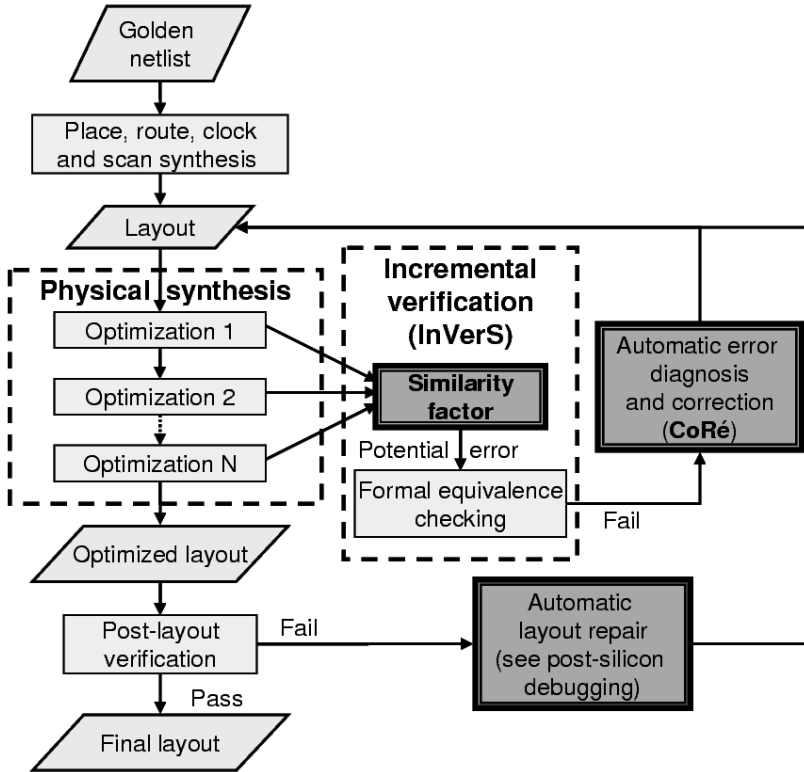 Golden
netlist
Place, route, clock
and scan synthesis
Layout
Physical synthesis
Optimization 1
Optimization 2
Optimization N
Incremental
verification
(InVerS)
Similarity
factor
Potential error
Formal equivalence
checking
Fail
Automatic error
diagnosis
and correction
(CoRé)
Optimized layout
Post-layout
verification
Fail
Automatic
layout repair
(see post-silicon
debugging)
Pass
Final layout